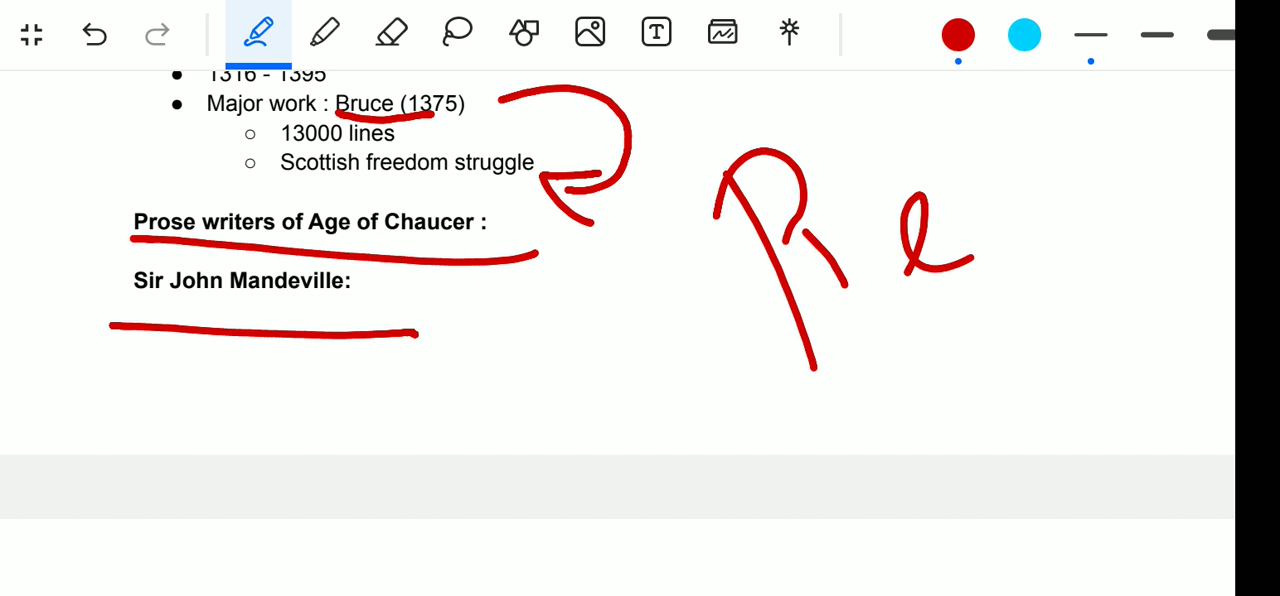 1316 - 1395
Major work : Bruce (1375)
13000 lines
Scottish freedom struggle
Prose writers of Age of Chaucer :
Sir John Mandeville:
R e